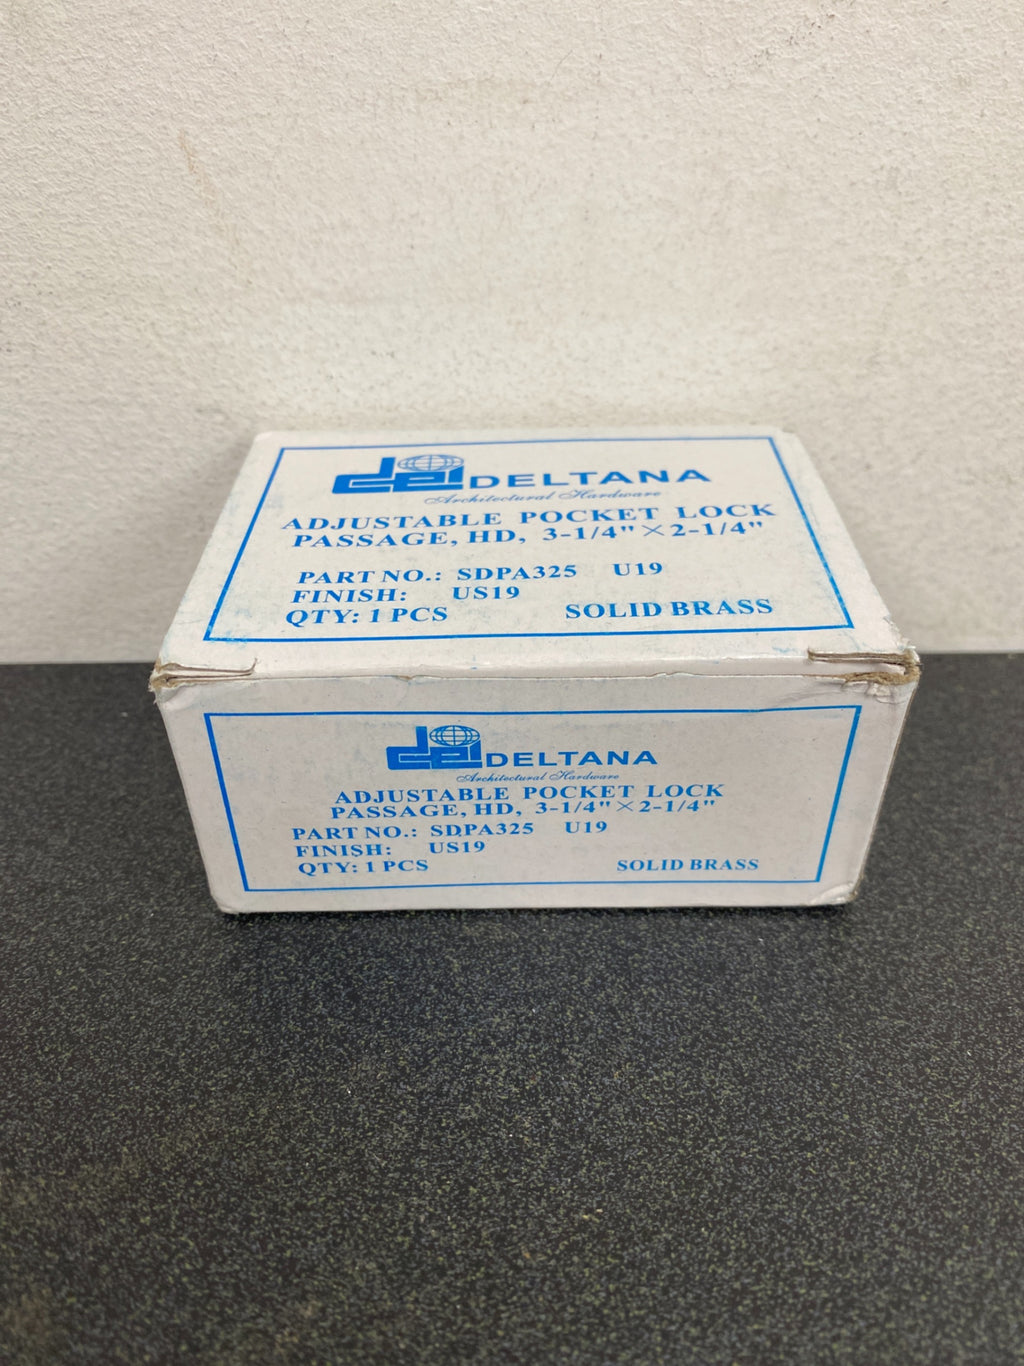 del DELTANA
Architectural Hardware
ADJUSTABLE POCKET LOCK
PASSAGE, HD, 3-1/4" × 2-1/4"
PART NO.: SDPA325 U19
FINISH: US19
QTY: 1 PCS SOLID BRASS
del DELTANA
Architectural Hardware
ADJUSTABLE POCKET LOCK
PASSAGE, HD, 3-1/4" × 2-1/4"
PART NO.: SDPA325 U19
FINISH: US19
QTY: 1 PCS SOLID BRASS